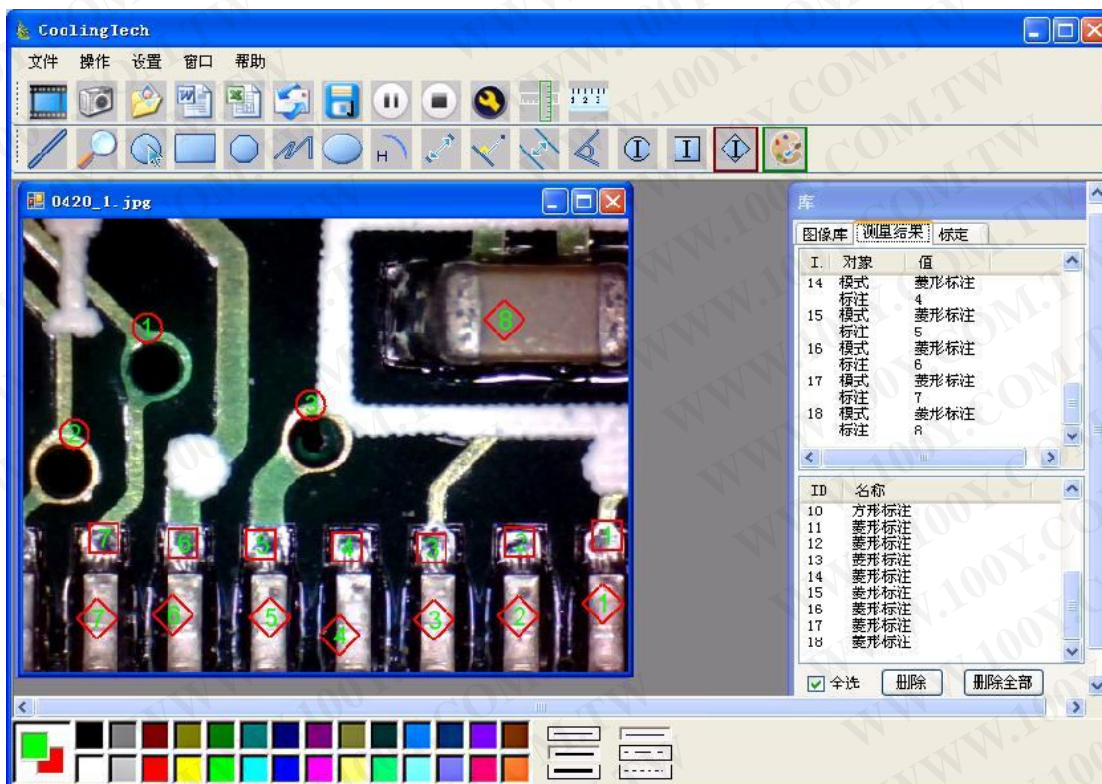 CoolingTech
文件 操作 设置 窗口 帮助
0420_1.jpg
库
图像库 测量结果 标定
I. 对象 值
14 模式 菱形标注
标注 4
15 模式 菱形标注
标注 5
16 模式 菱形标注
标注 6
17 模式 菱形标注
标注 7
18 模式 菱形标注
标注 8
ID 名称
10 方形标注
11 菱形标注
12 菱形标注
13 菱形标注
14 菱形标注
15 菱形标注
16 菱形标注
17 菱形标注
18 菱形标注
全选 删除 删除全部
1
8
3
2
7 6 5 4 3 2 1
7 6 5 4 3 2 1
WWW.100Y.COM.TW